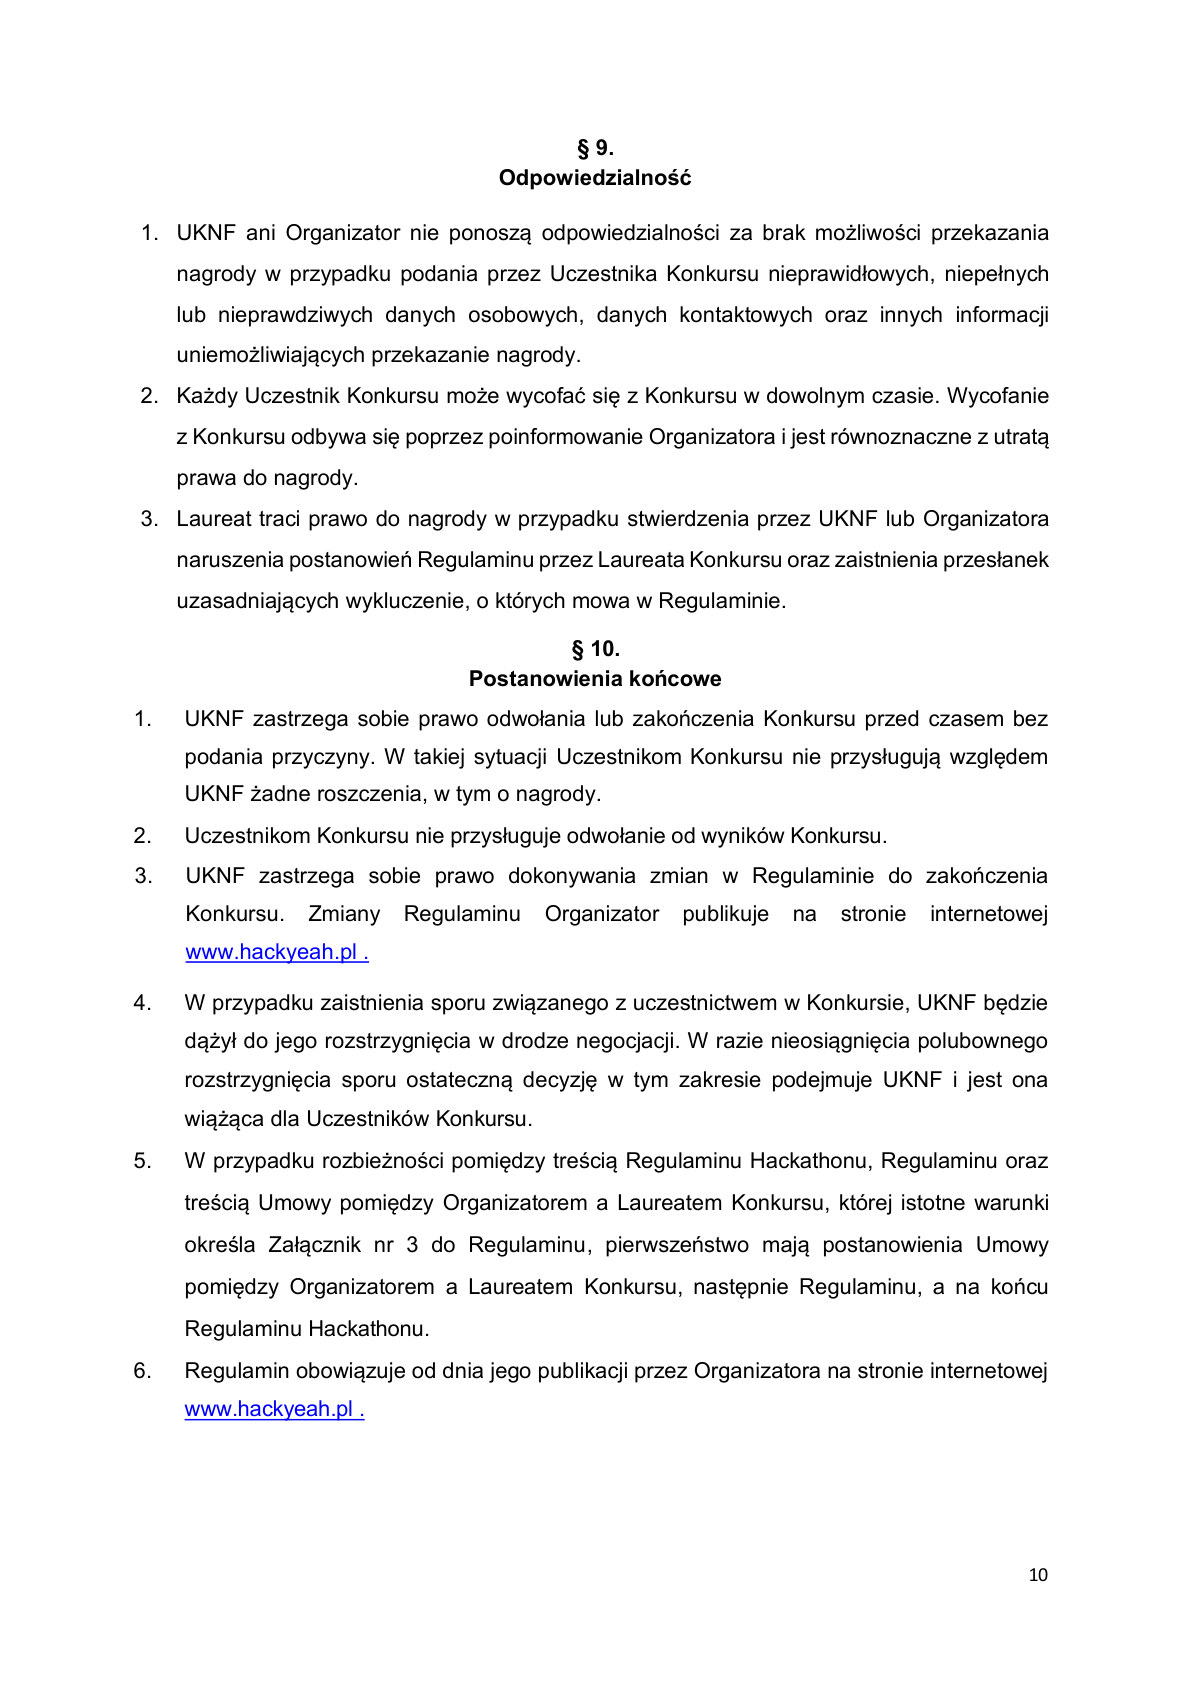 § 9.
Odpowiedzialność
1. UKNF ani Organizator nie ponoszą odpowiedzialności za brak możliwości przekazania
nagrody w przypadku podania przez Uczestnika Konkursu nieprawidłowych, niepełnych
lub nieprawdziwych danych osobowych, danych kontaktowych oraz innych informacji
uniemożliwiających przekazanie nagrody.
2. Każdy Uczestnik Konkursu może wycofać się z Konkursu w dowolnym czasie. Wycofanie
z Konkursu odbywa się poprzez poinformowanie Organizatora i jest równoznaczne z utratą
prawa do nagrody.
3. Laureat traci prawo do nagrody w przypadku stwierdzenia przez UKNF lub Organizatora
naruszenia postanowień Regulaminu przez Laureata Konkursu oraz zaistnienia przesłanek
uzasadniających wykluczenie, o których mowa w Regulaminie.
§ 10.
Postanowienia końcowe
1. UKNF zastrzega sobie prawo odwołania lub zakończenia Konkursu przed czasem bez
podania przyczyny. W takiej sytuacji Uczestnikom Konkursu nie przysługują względem
UKNF żadne roszczenia, w tym o nagrody.
2. Uczestnikom Konkursu nie przysługuje odwołanie od wyników Konkursu.
3. UKNF zastrzega sobie prawo dokonywania zmian w Regulaminie do zakończenia
Konkursu. Zmiany Regulaminu Organizator publikuje na stronie internetowej
www.hackyeah.pl .
4. W przypadku zaistnienia sporu związanego z uczestnictwem w Konkursie, UKNF będzie
dążył do jego rozstrzygnięcia w drodze negocjacji. W razie nieosiągnięcia polubownego
rozstrzygnięcia sporu ostateczną decyzję w tym zakresie podejmuje UKNF i jest ona
wiążąca dla Uczestników Konkursu.
5. W przypadku rozbieżności pomiędzy treścią Regulaminu Hackathonu, Regulaminu oraz
treścią Umowy pomiędzy Organizatorem a Laureatem Konkursu, której istotne warunki
określa Załącznik nr 3 do Regulaminu, pierwszeństwo mają postanowienia Umowy
pomiędzy Organizatorem a Laureatem Konkursu, następnie Regulaminu, a na końcu
Regulaminu Hackathonu.
6. Regulamin obowiązuje od dnia jego publikacji przez Organizatora na stronie internetowej
www.hackyeah.pl .
10